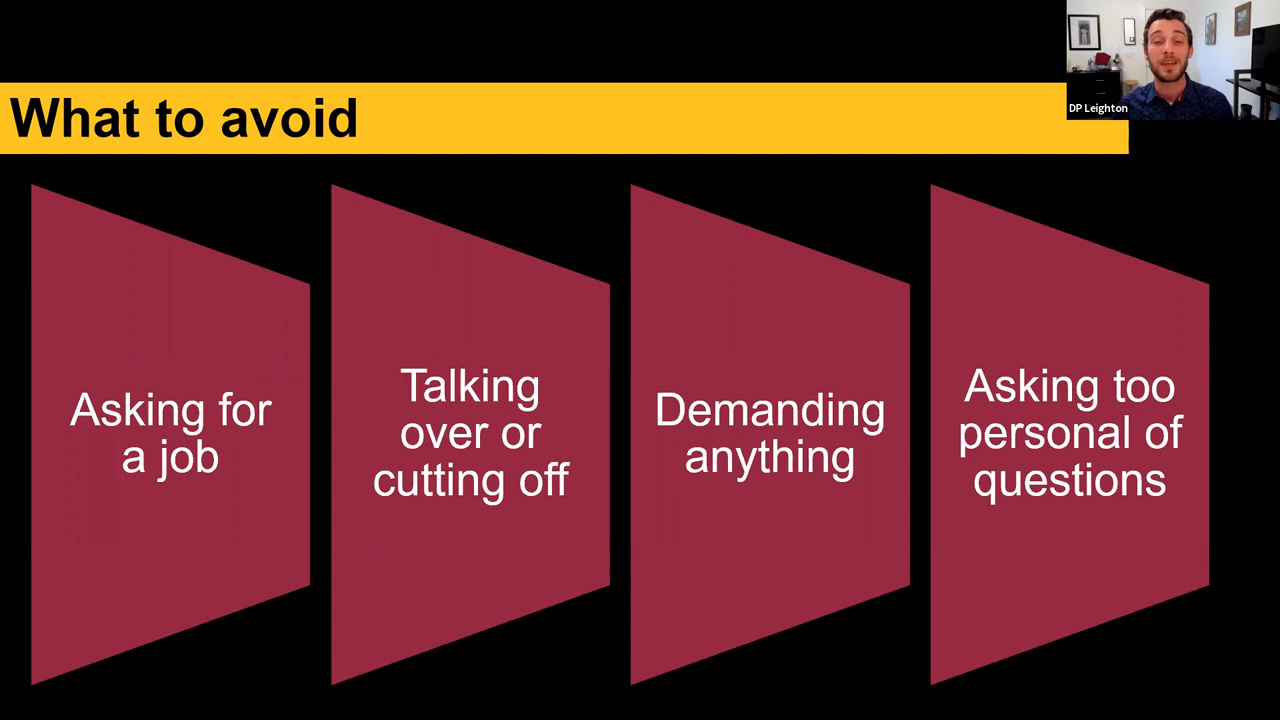 DP Leighton
What to avoid
Asking for
a job
Talking
over or
cutting off
Demanding
anything
Asking too
personal of
questions